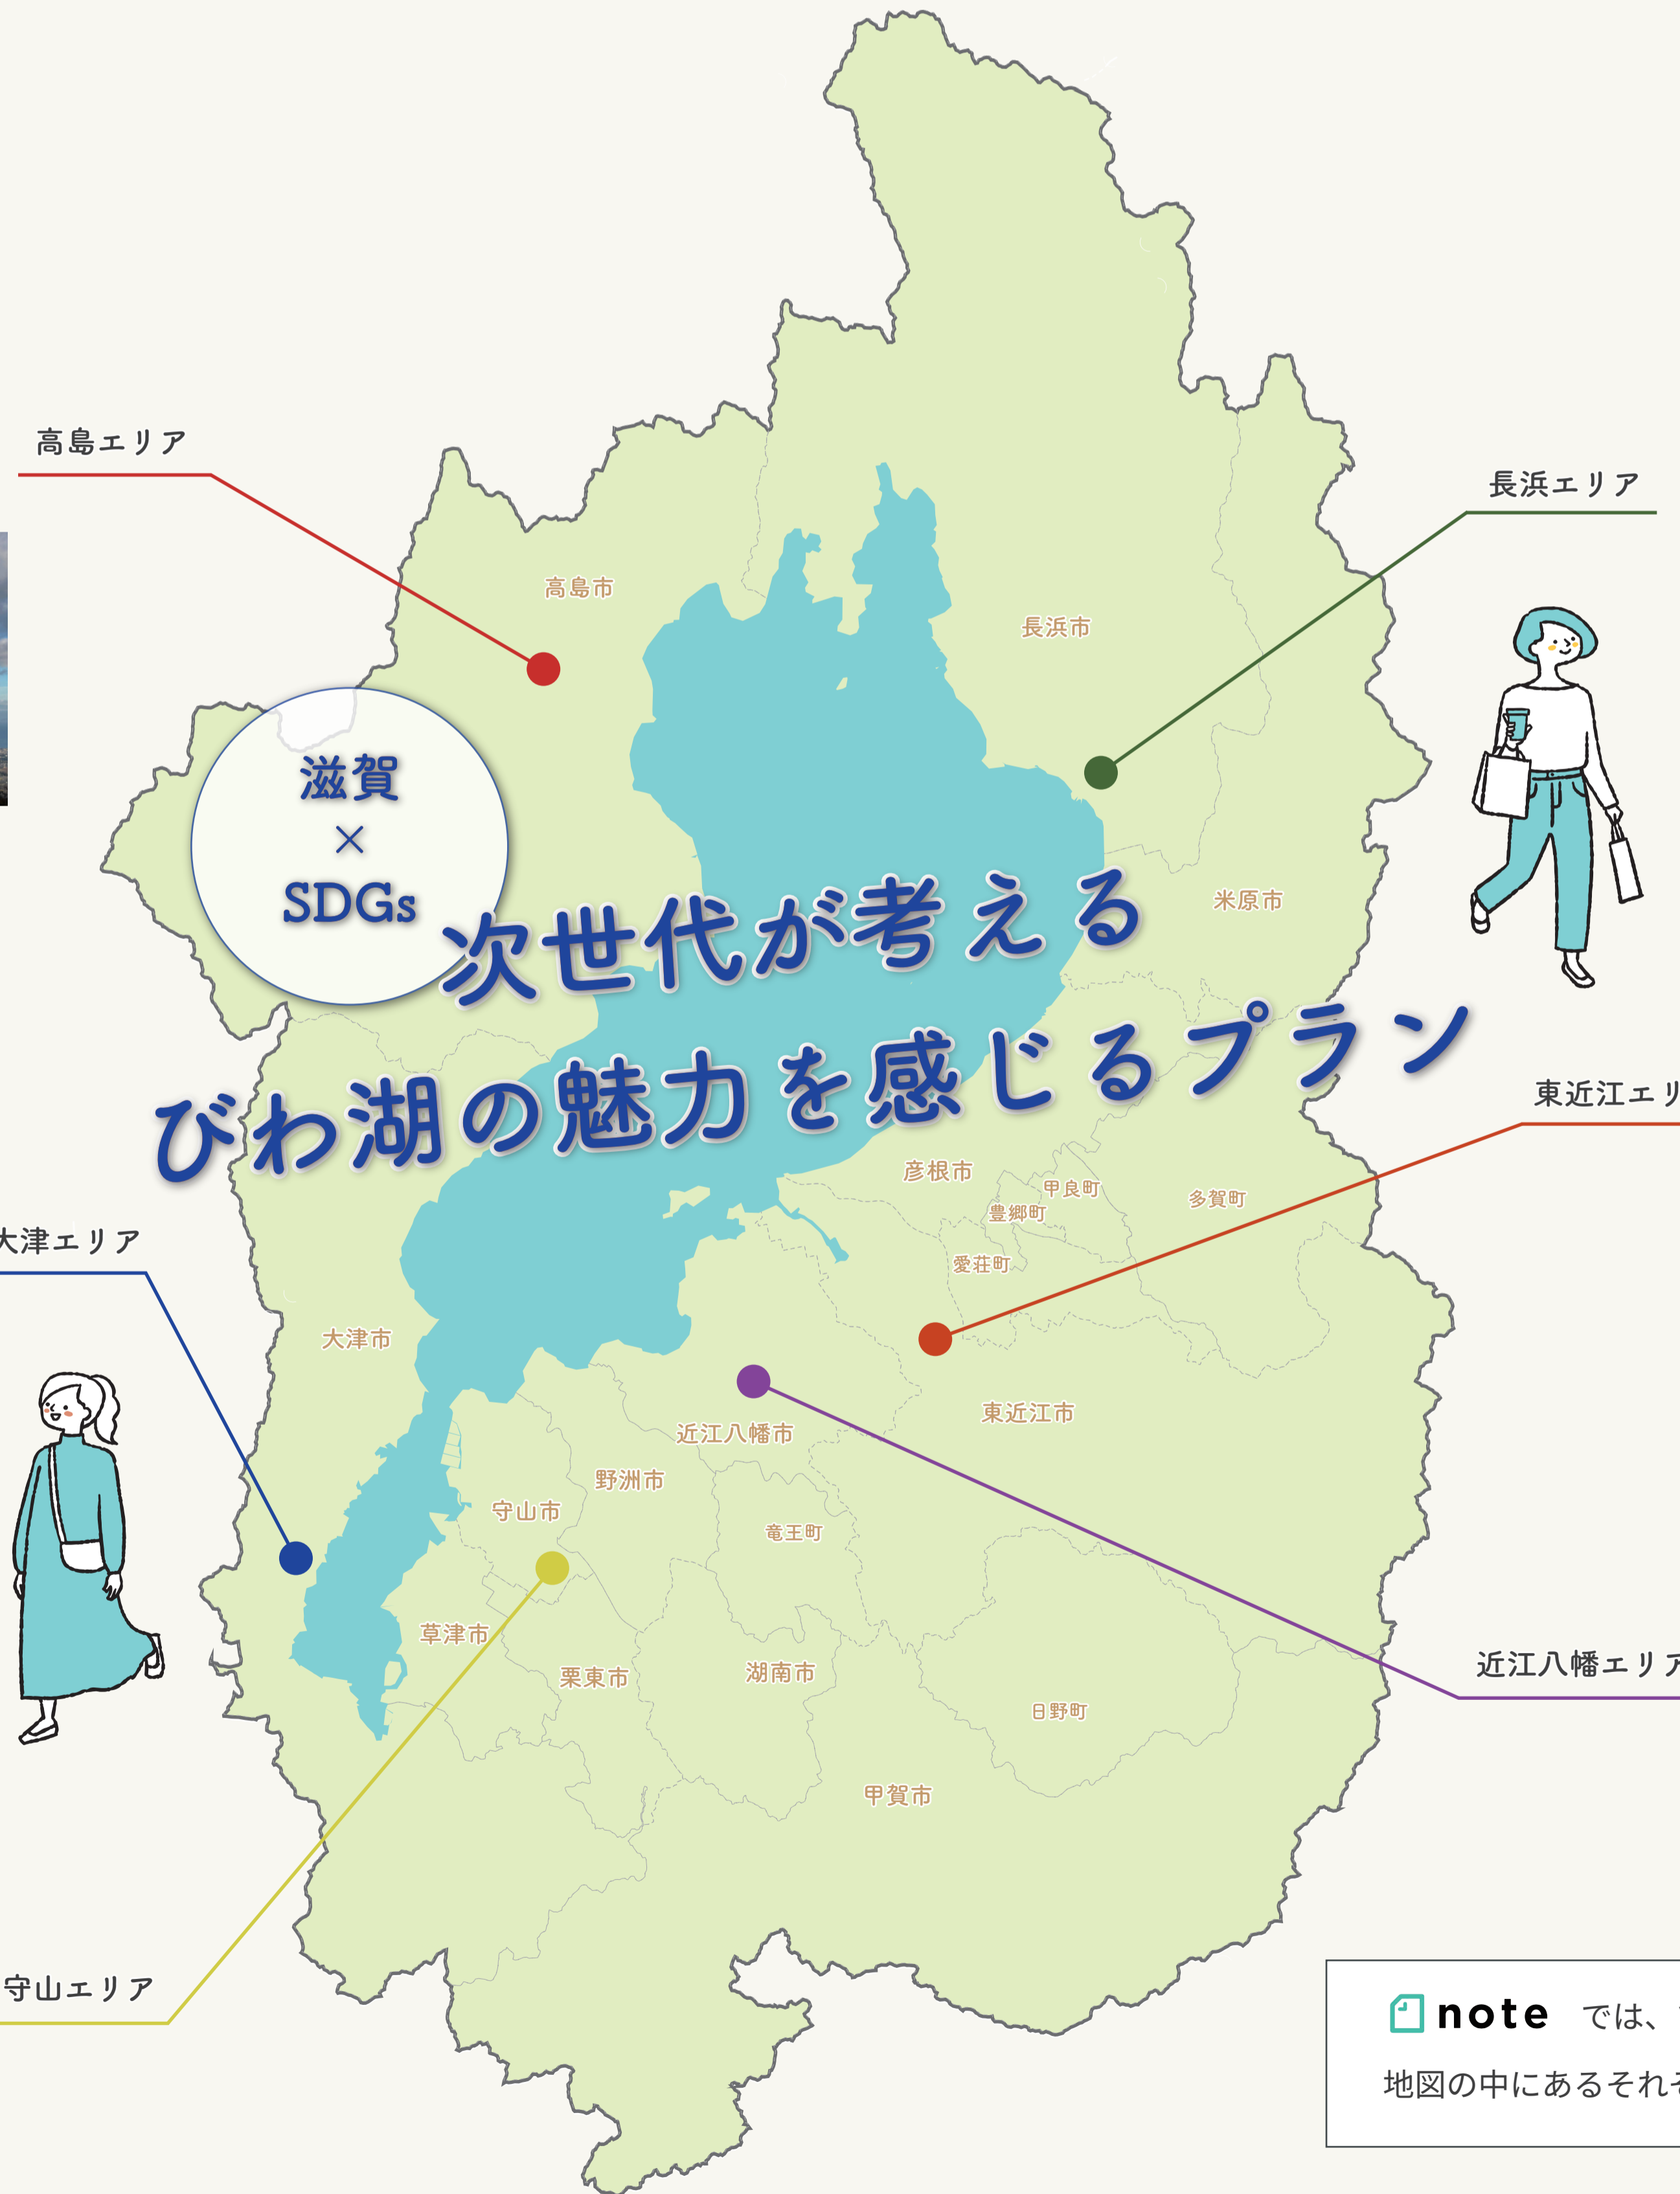 高島エリア
長浜エリア
高島市
長浜市
滋賀
×
SDGs
米原市
次世代が考える
びわ湖の魅力を感じるプラン
東近江エリ
彦根市
甲良町
多賀町
豊郷町
愛荘町
大津エリア
大津市
東近江市
近江八幡市
野洲市
守山市
竜王町
草津市
栗東市
湖南市
近江八幡エリア
日野町
甲賀市
守山エリア
note では、
地図の中にあるそれぞ